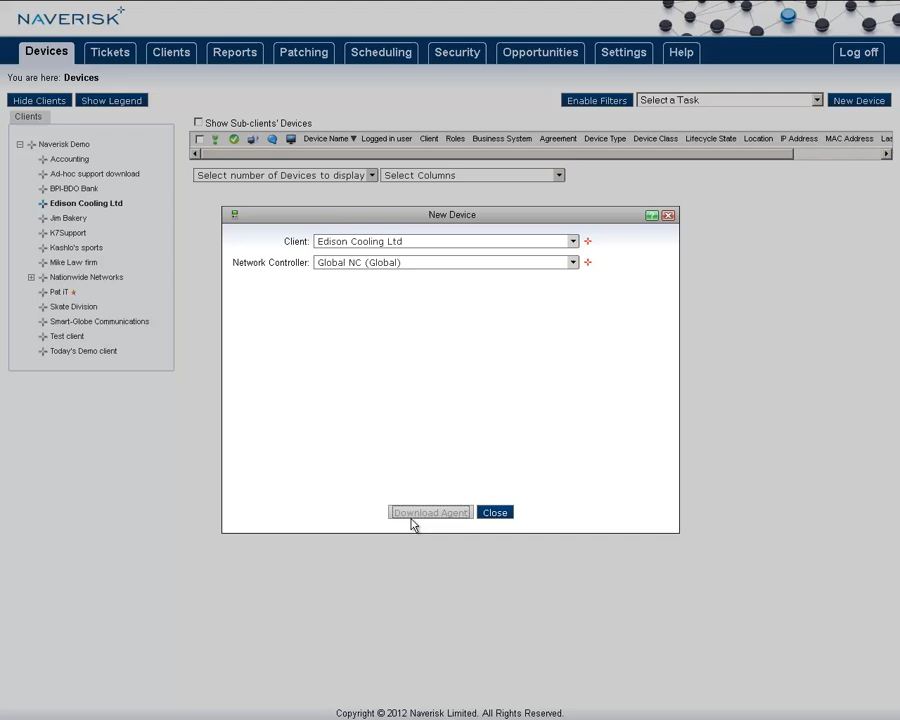 NAVERISK
Devices Tickets Clients Reports Patching Scheduling Security Opportunities Settings Help Log off
You are here: Devices
Hide Clients Show Legend Enable Filters Select a Task New Device
Clients
Show Sub-clients' Devices
Device Name Logged in user Client Roles Business System Agreement Device Type Device Class Lifecycle State Location IP Address MAC Address Las
Select number of Devices to display Select Columns
Naverisk Demo
Accounting
Ad-hoc support download
BPI-BDO Bank
Edison Cooling Ltd
Jim Bakery
K7Support
Kashlo's sports
Mike Law firm
Nationwide Networks
Pat iT
Skate Division
Smart-Globe Communications
Test client
Today's Demo client
New Device
Client: Edison Cooling Ltd
Network Controller: Global NC (Global)
Download Agent Close
Copyright © 2012 Naverisk Limited. All Rights Reserved.